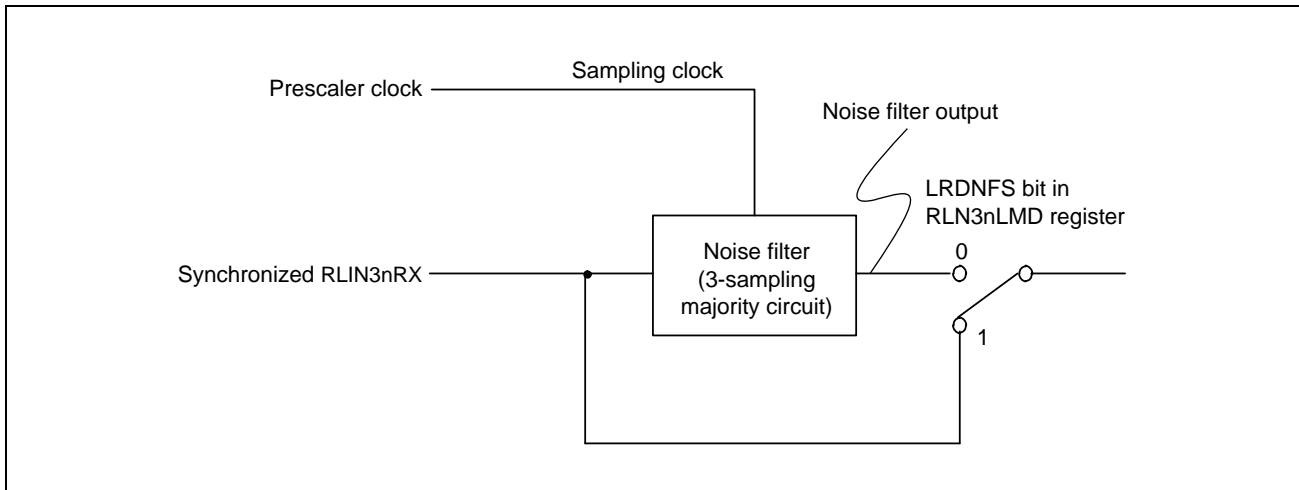 Sampling clock
Prescaler clock
Noise filter output
LRDNFS bit in
RLN3nLMD register
0
Noise filter
(3-sampling
majority circuit)
Synchronized RLIN3nRX
1